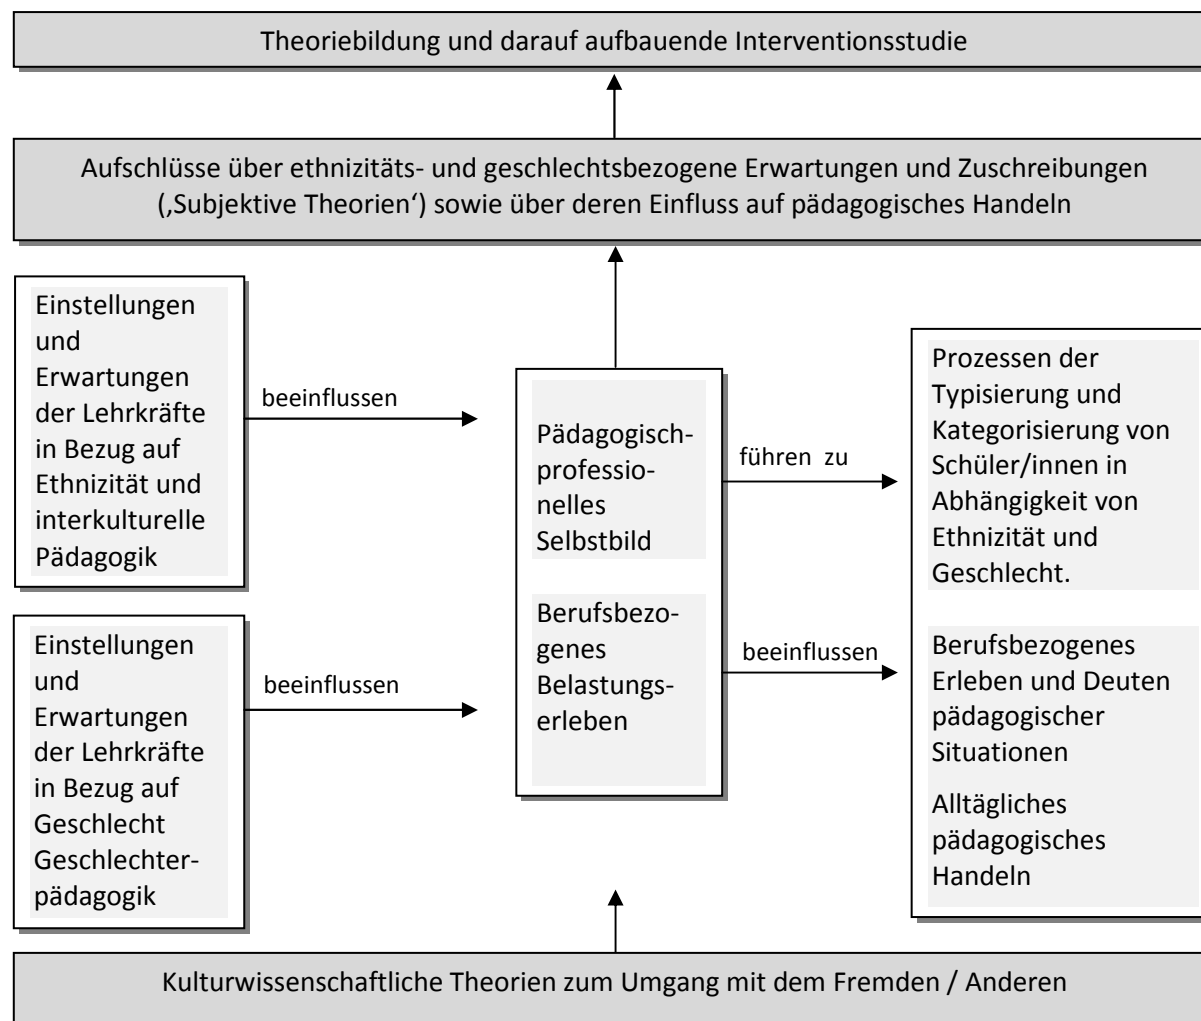 Theoriebildung und darauf aufbauende Interventionsstudie
Aufschlüsse über ethnizitäts- und geschlechtsbezogene Erwartungen und Zuschreibungen
(‚Subjektive Theorien‘) sowie über deren Einfluss auf pädagogisches Handeln
Einstellungen
und
Erwartungen
der Lehrkräfte
in Bezug auf
Ethnizität und
interkulturelle
Pädagogik
beeinflussen
Einstellungen
und
Erwartungen
der Lehrkräfte
in Bezug auf
Geschlecht
Geschlechter-
pädagogik
beeinflussen
Pädagogisch-
professio-
nelles
Selbstbild
Berufsbezo-
genes
Belastungs-
erleben
führen zu
beeinflussen
Prozessen der
Typisierung und
Kategorisierung von
Schüler/innen in
Abhängigkeit von
Ethnizität und
Geschlecht.
Berufsbezogenes
Erleben und Deuten
pädagogischer
Situationen
Alltägliches
pädagogisches
Handeln
Kulturwissenschaftliche Theorien zum Umgang mit dem Fremden / Anderen